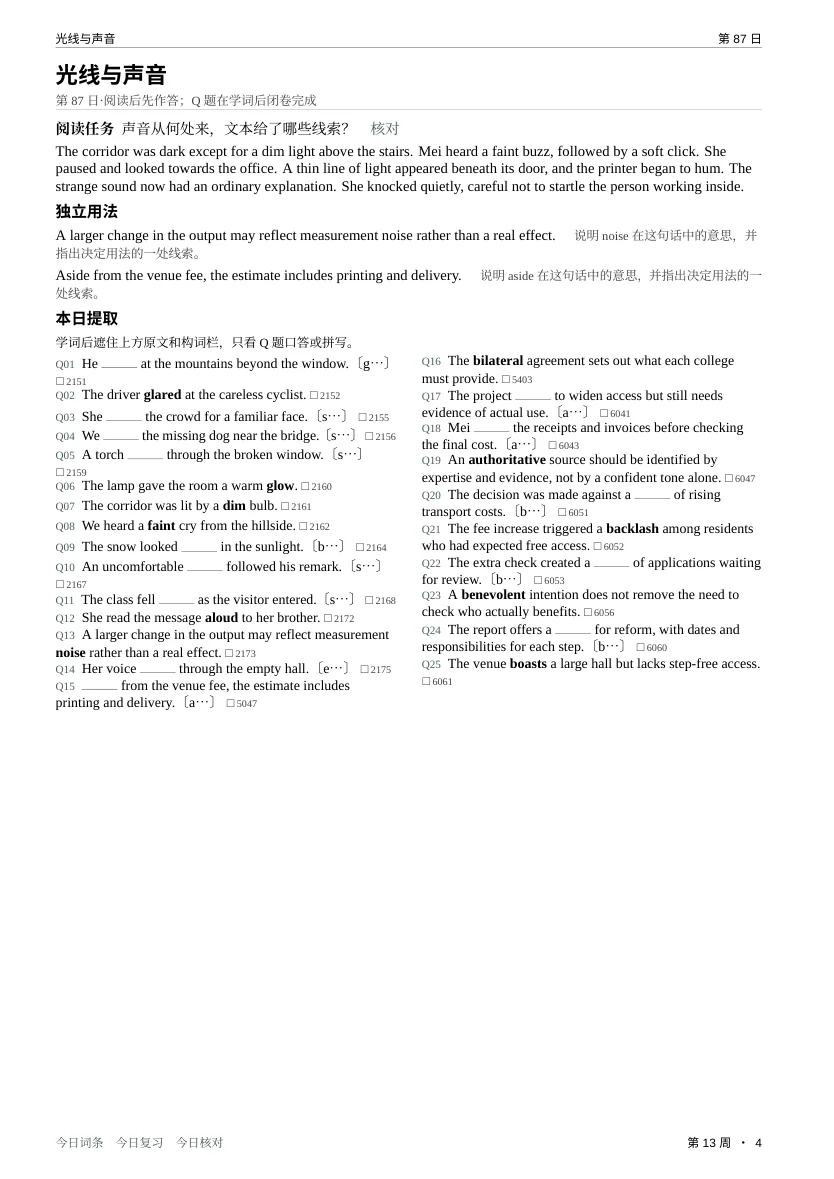 光线与声音 第 87 日
光线与声音
第 87 日·阅读后先作答；Q 题在学词后闭卷完成
阅读任务 声音从何处来，文本给了哪些线索？ 核对
The corridor was dark except for a dim light above the stairs. Mei heard a faint buzz, followed by a soft click. She
paused and looked towards the office. A thin line of light appeared beneath its door, and the printer began to hum. The
strange sound now had an ordinary explanation. She knocked quietly, careful not to startle the person working inside.
独立用法
A larger change in the output may reflect measurement noise rather than a real effect. 说明 noise 在这句话中的意思，并
指出决定用法的一处线索。
Aside from the venue fee, the estimate includes printing and delivery. 说明 aside 在这句话中的意思，并指出决定用法的一
处线索。
本日提取
学词后遮住上方原文和构词栏，只看 Q 题口答或拼写。
Q01 He _____ at the mountains beyond the window.〔g···〕
□ 2151
Q02 The driver glared at the careless cyclist. □ 2152
Q03 She _____ the crowd for a familiar face.〔s···〕 □ 2155
Q04 We _____ the missing dog near the bridge.〔s···〕 □ 2156
Q05 A torch _____ through the broken window.〔s···〕
□ 2159
Q06 The lamp gave the room a warm glow. □ 2160
Q07 The corridor was lit by a dim bulb. □ 2161
Q08 We heard a faint cry from the hillside. □ 2162
Q09 The snow looked _____ in the sunlight.〔b···〕 □ 2164
Q10 An uncomfortable _____ followed his remark.〔s···〕
□ 2167
Q11 The class fell _____ as the visitor entered.〔s···〕 □ 2168
Q12 She read the message aloud to her brother. □ 2172
Q13 A larger change in the output may reflect measurement
noise rather than a real effect. □ 2173
Q14 Her voice _____ through the empty hall.〔e···〕 □ 2175
Q15 _____ from the venue fee, the estimate includes
printing and delivery.〔a···〕 □ 5047
Q16 The bilateral agreement sets out what each college
must provide. □ 5403
Q17 The project _____ to widen access but still needs
evidence of actual use.〔a···〕 □ 6041
Q18 Mei _____ the receipts and invoices before checking
the final cost.〔a···〕 □ 6043
Q19 An authoritative source should be identified by
expertise and evidence, not by a confident tone alone. □ 6047
Q20 The decision was made against a _____ of rising
transport costs.〔b···〕 □ 6051
Q21 The fee increase triggered a backlash among residents
who had expected free access. □ 6052
Q22 The extra check created a _____ of applications waiting
for review.〔b···〕 □ 6053
Q23 A benevolent intention does not remove the need to
check who actually benefits. □ 6056
Q24 The report offers a _____ for reform, with dates and
responsibilities for each step.〔b···〕 □ 6060
Q25 The venue boasts a large hall but lacks step-free access.
□ 6061
今日词条 今日复习 今日核对 第 13 周 • 4